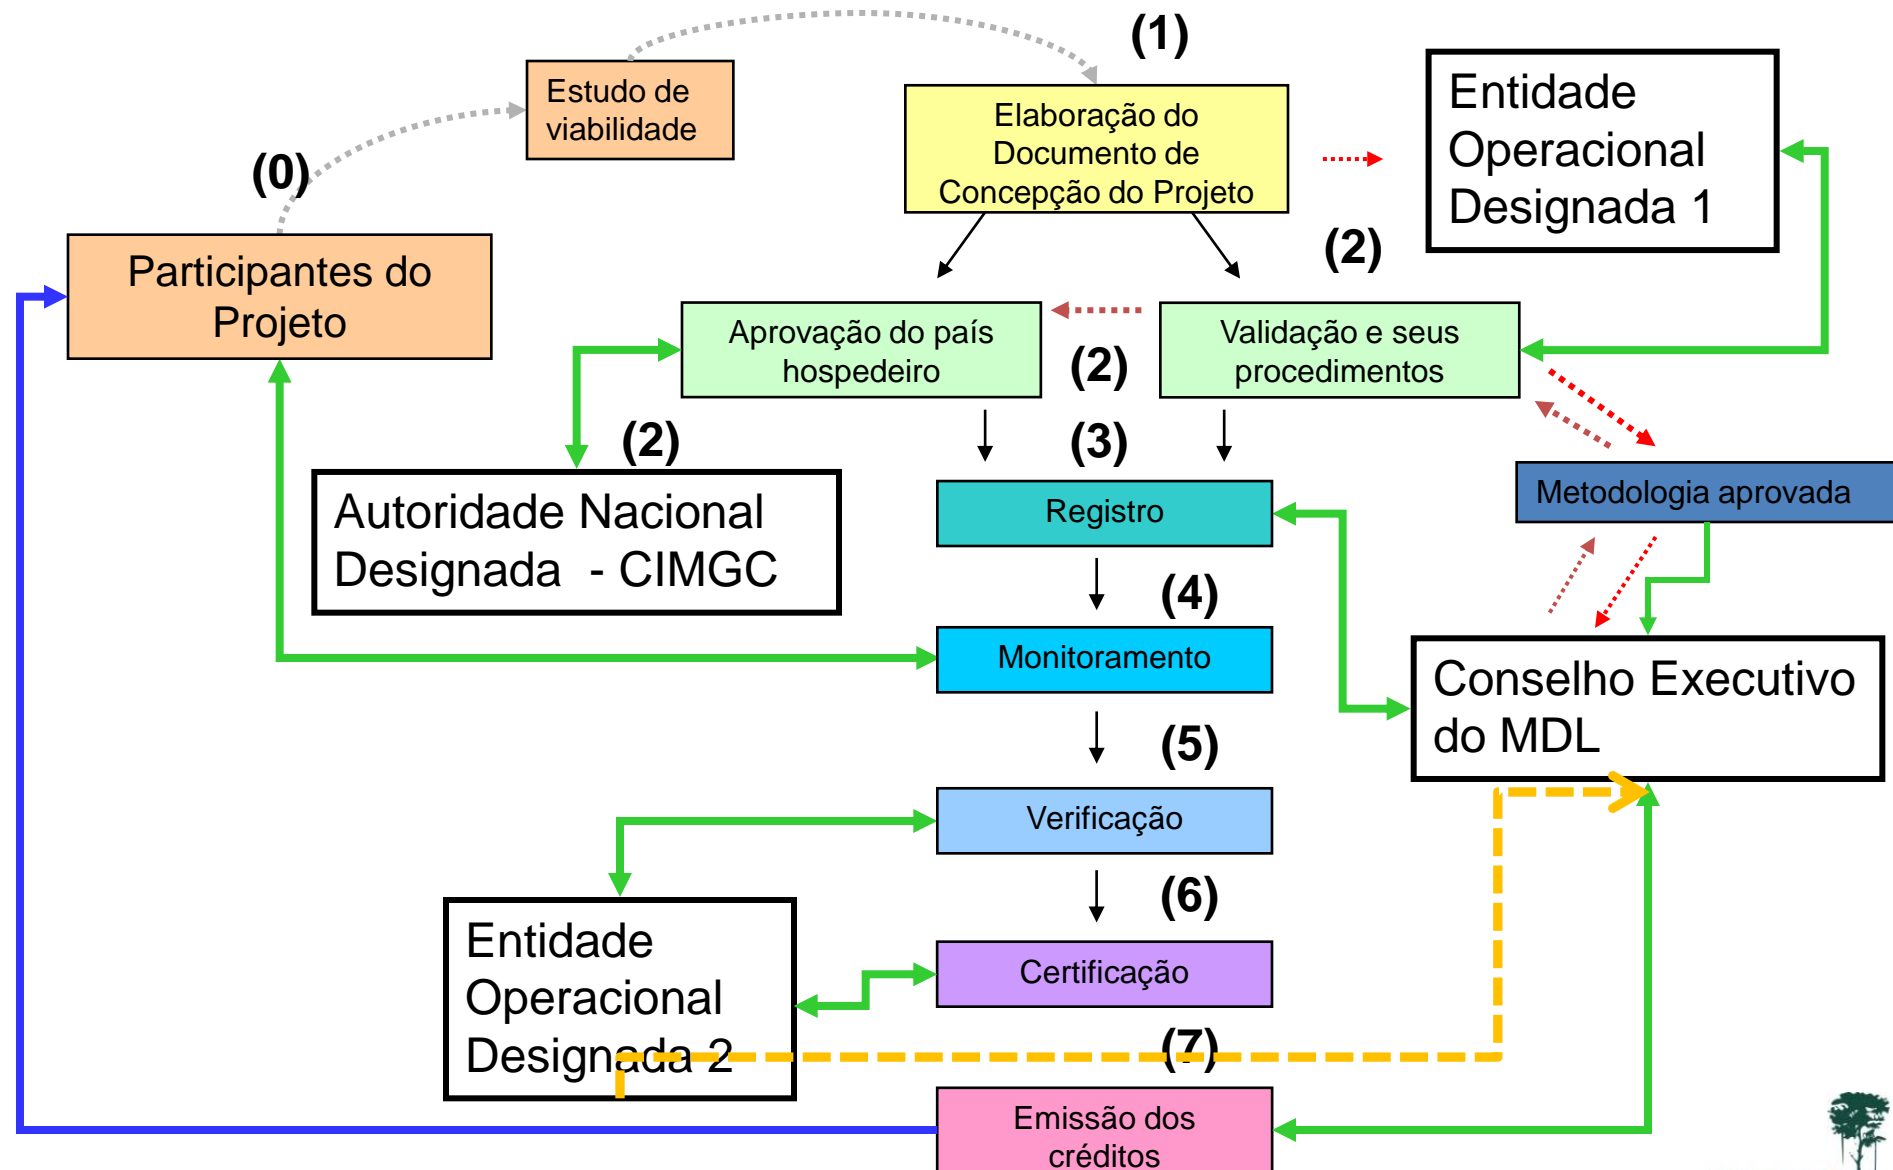 (1)
Estudo de
viabilidade
Elaboração do
Documento de
Concepção do Projeto
Entidade
Operacional
Designada 1
(0)
Participantes do
Projeto
(2)
Aprovação do país
hospedeiro
(2)
Validação e seus
procedimentos
(2)
(3)
Autoridade Nacional
Designada - CIMGC
Registro
Metodologia aprovada
(4)
Monitoramento
Conselho Executivo
do MDL
(5)
Verificação
(6)
Entidade
Operacional
Designada 2
Certificação
(7)
Emissão dos
créditos